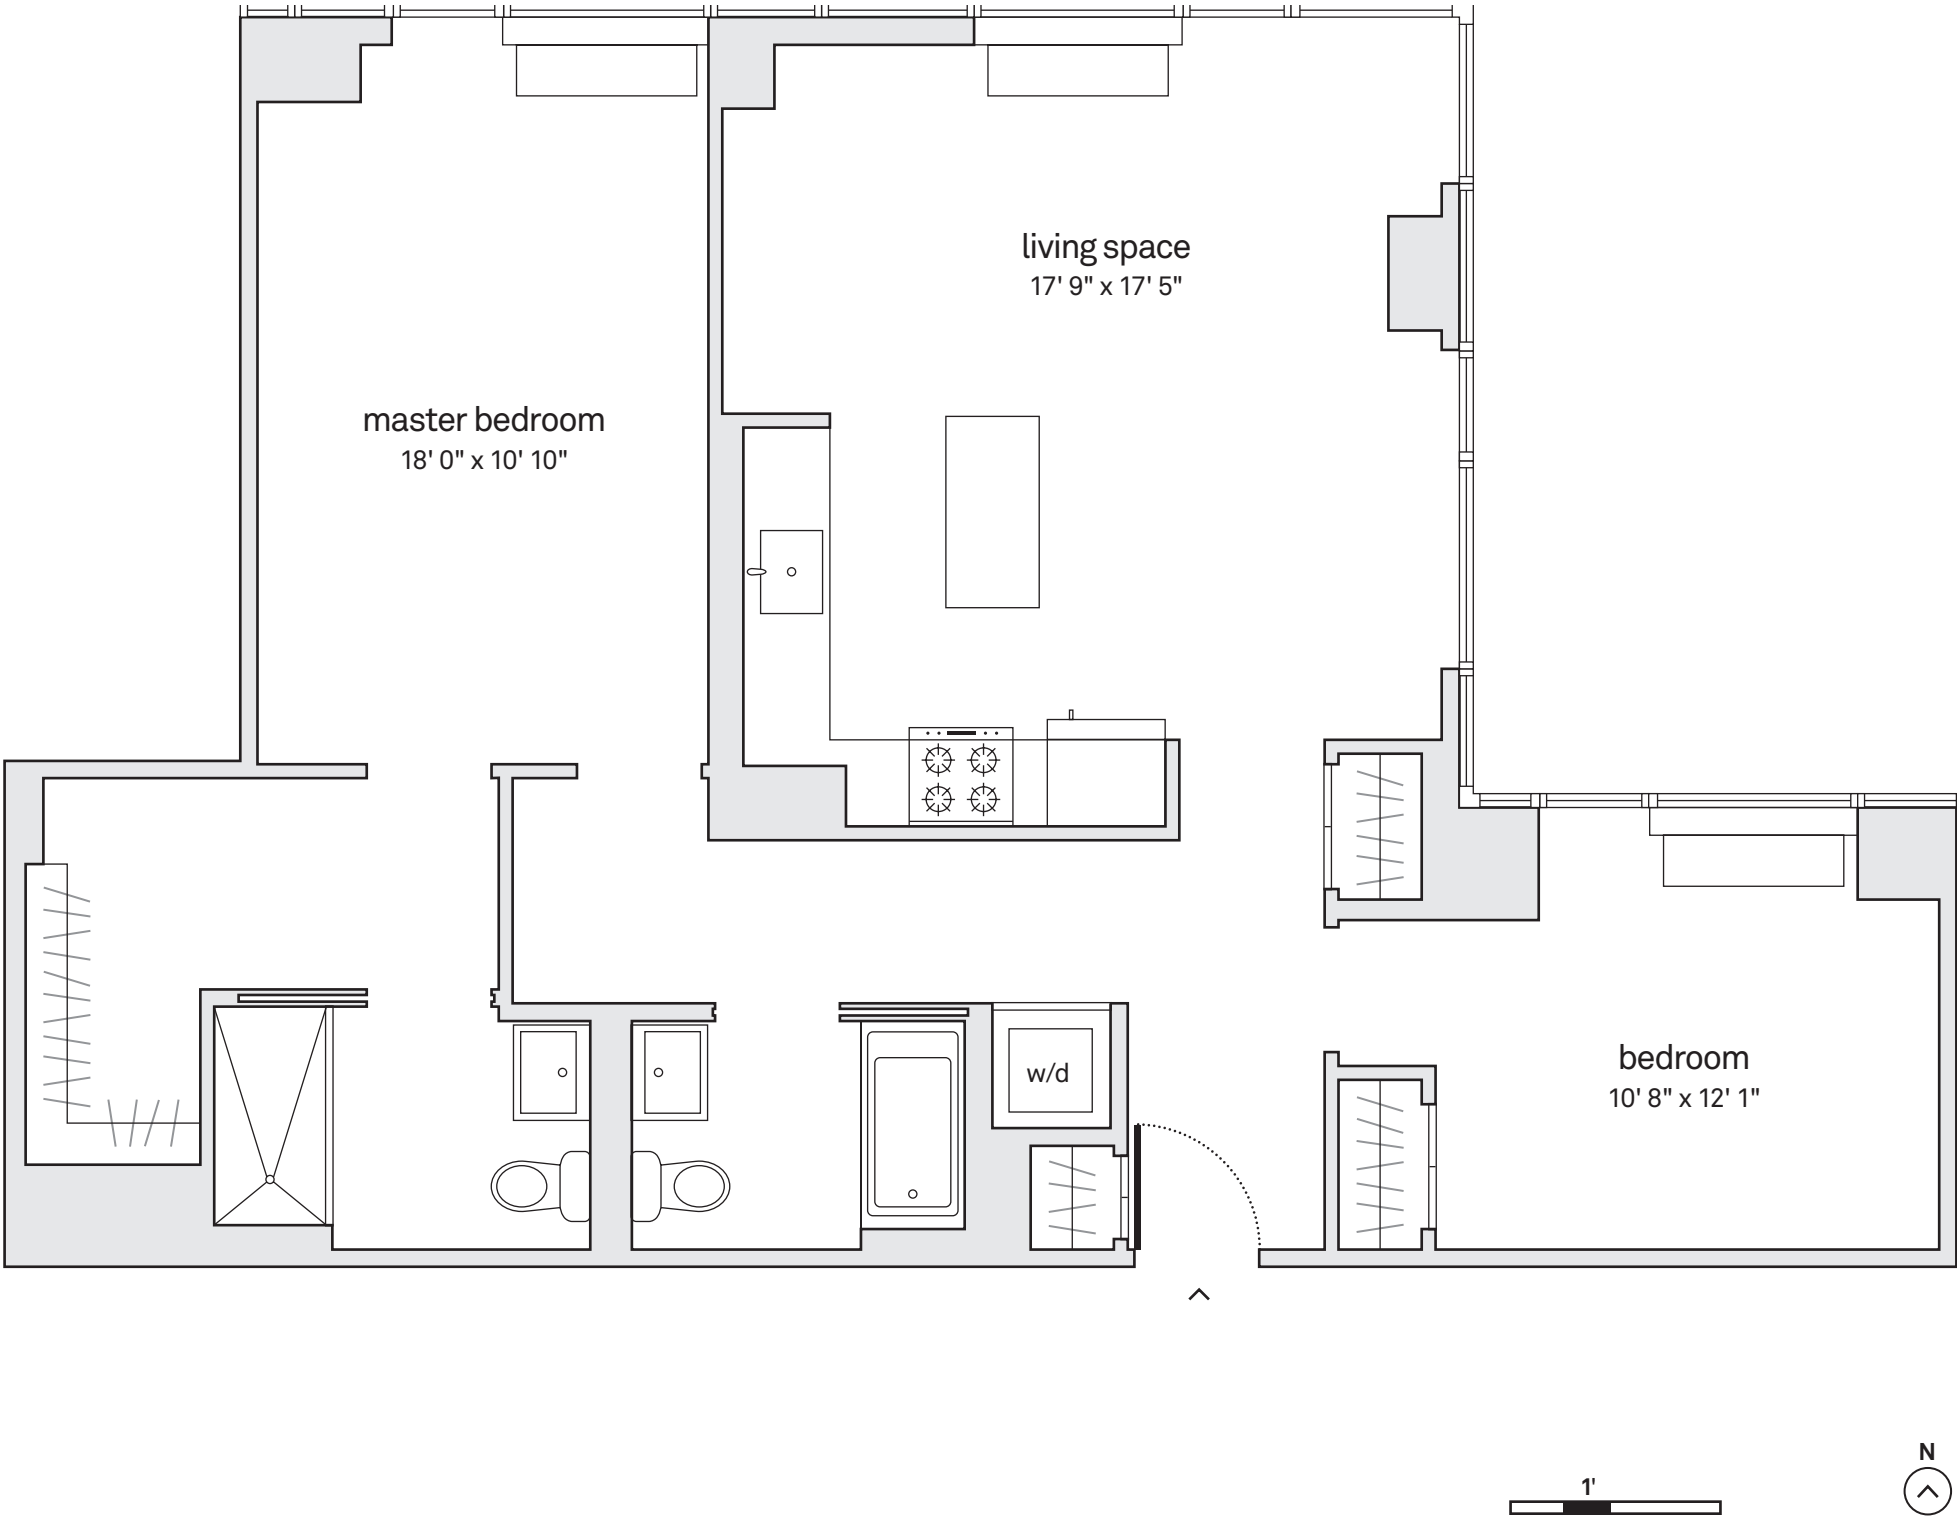 living space
17' 9" x 17' 5"
master bedroom
18' 0" x 10' 10"
bedroom
10' 8" x 12' 1"
w/d
N
1'